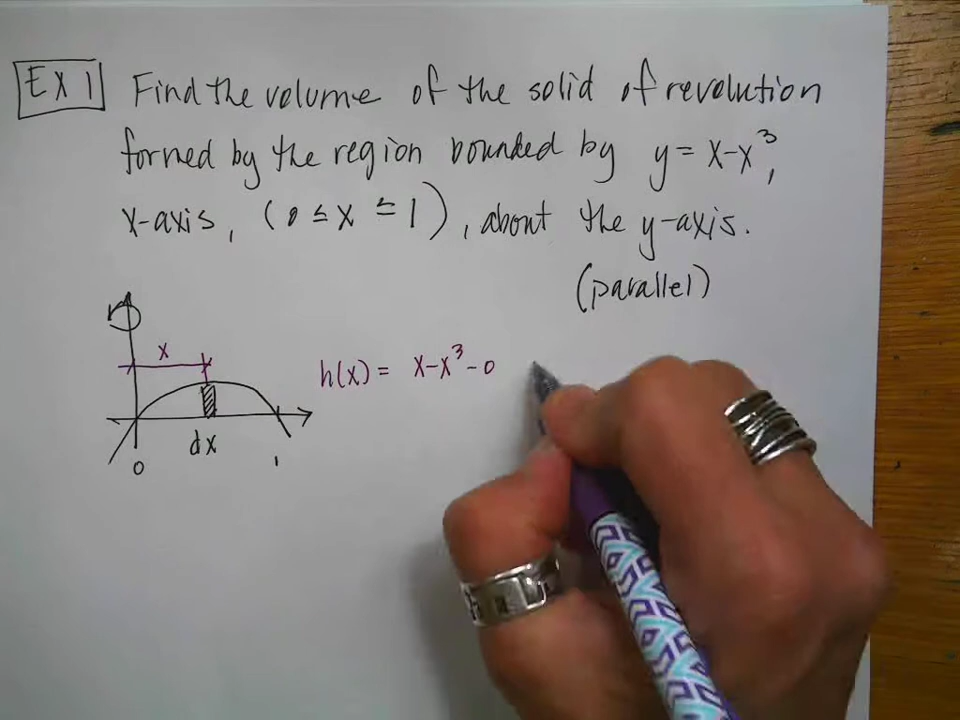 EX 1 Find the volume of the solid of revolution
formed by the region bounded by y = x-x³,
x-axis, (0 ≤ x ≤ 1), about the y-axis.
(parallel)
x
h(x) = x-x³-0
dx
0 1